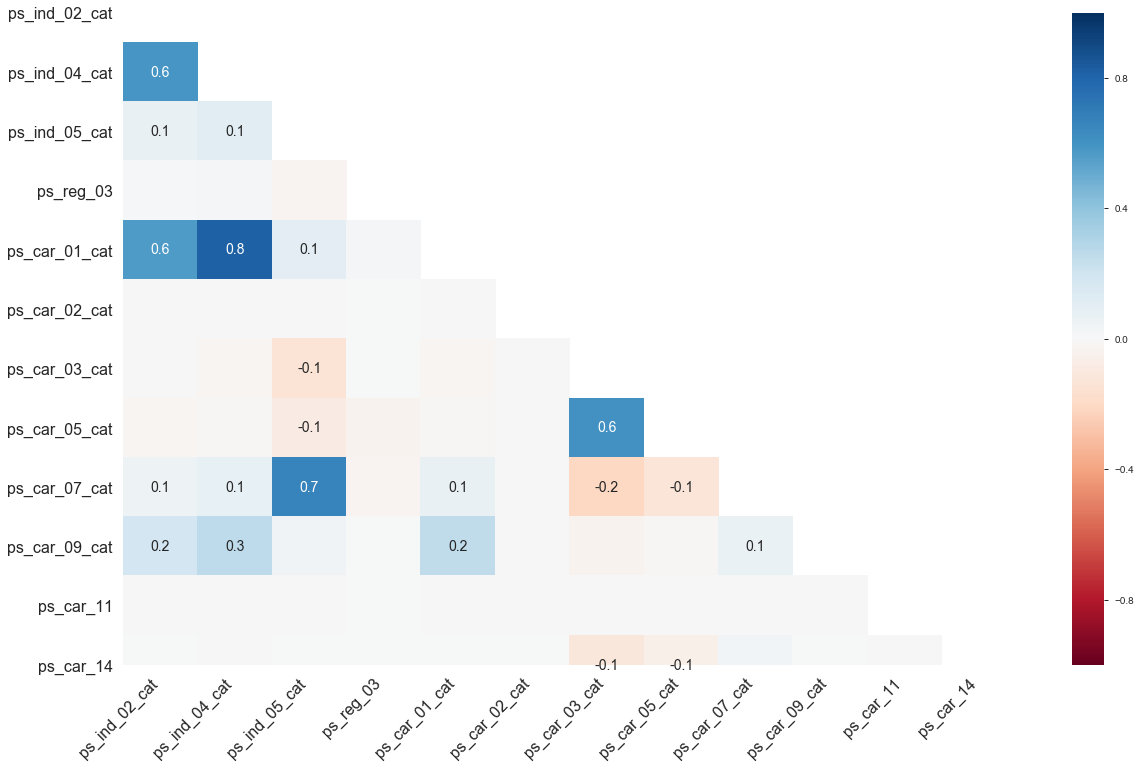 ps_ind_02_cat
ps_ind_04_cat 0.6
ps_ind_05_cat 0.1 0.1
ps_reg_03
ps_car_01_cat 0.6 0.8 0.1
ps_car_02_cat
ps_car_03_cat -0.1
ps_car_05_cat -0.1 0.6
ps_car_07_cat 0.1 0.1 0.7 0.1 -0.2 -0.1
ps_car_09_cat 0.2 0.3 0.2 0.1
ps_car_11
ps_car_14 -0.1 -0.1
ps_ind_02_cat ps_ind_04_cat ps_ind_05_cat ps_reg_03 ps_car_01_cat ps_car_02_cat ps_car_03_cat ps_car_05_cat ps_car_07_cat ps_car_09_cat ps_car_11 ps_car_14
0.8
0.4
0.0
−0.4
−0.8